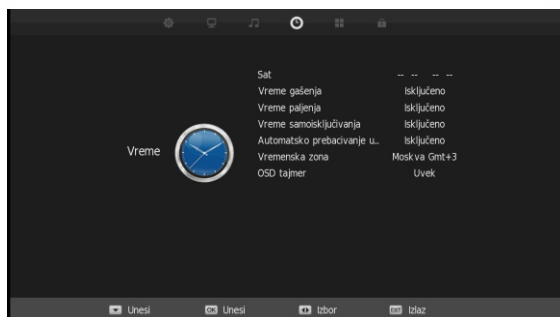 Sat -- -- -- --
Vreme gašenja Isključeno
Vreme paljenja Isključeno
Vreme samoisključivanja Isključeno
Automatsko prebacivanje u... Isključeno
Vreme
Vremenska zona Moskva Gmt+3
OSD tajmer Uvek
Unesi OK Unesi Izbor EXIT Izlaz